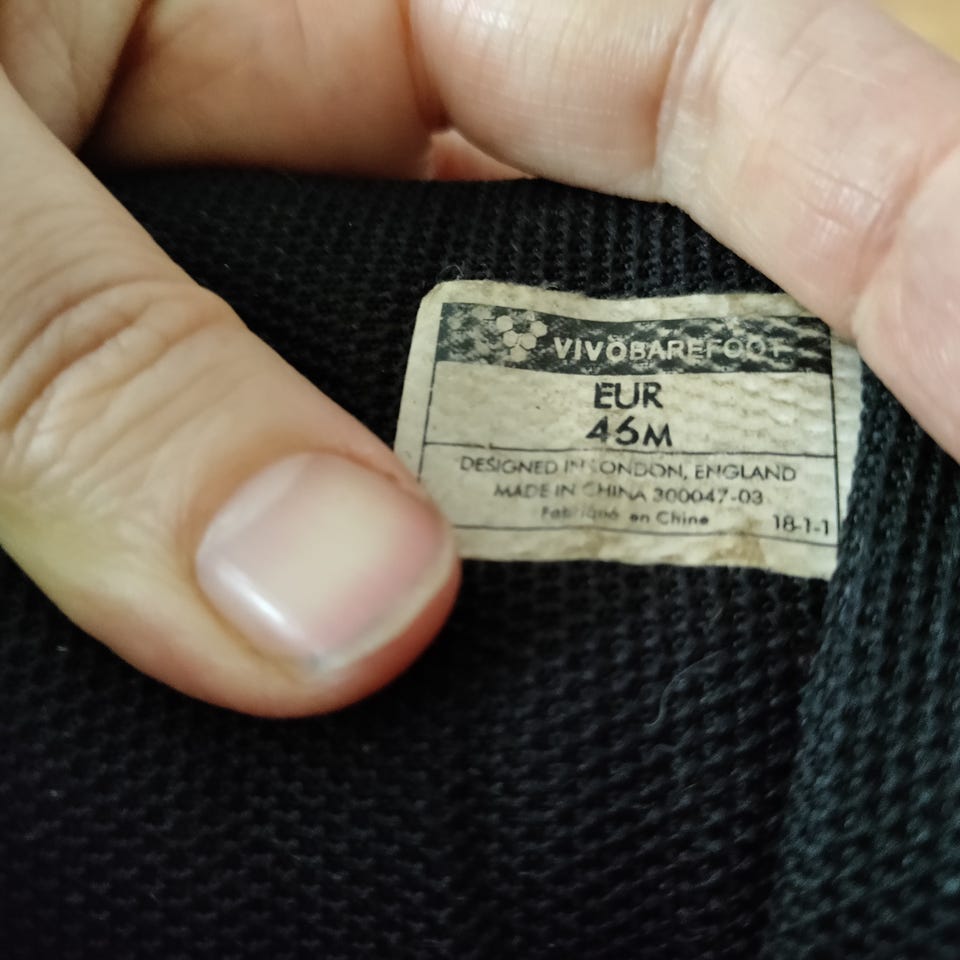 VIVOBAREFOOT
EUR
46M
DESIGNED IN LONDON, ENGLAND
MADE IN CHINA 300047-03
Fabriqué en Chine 18-1-1